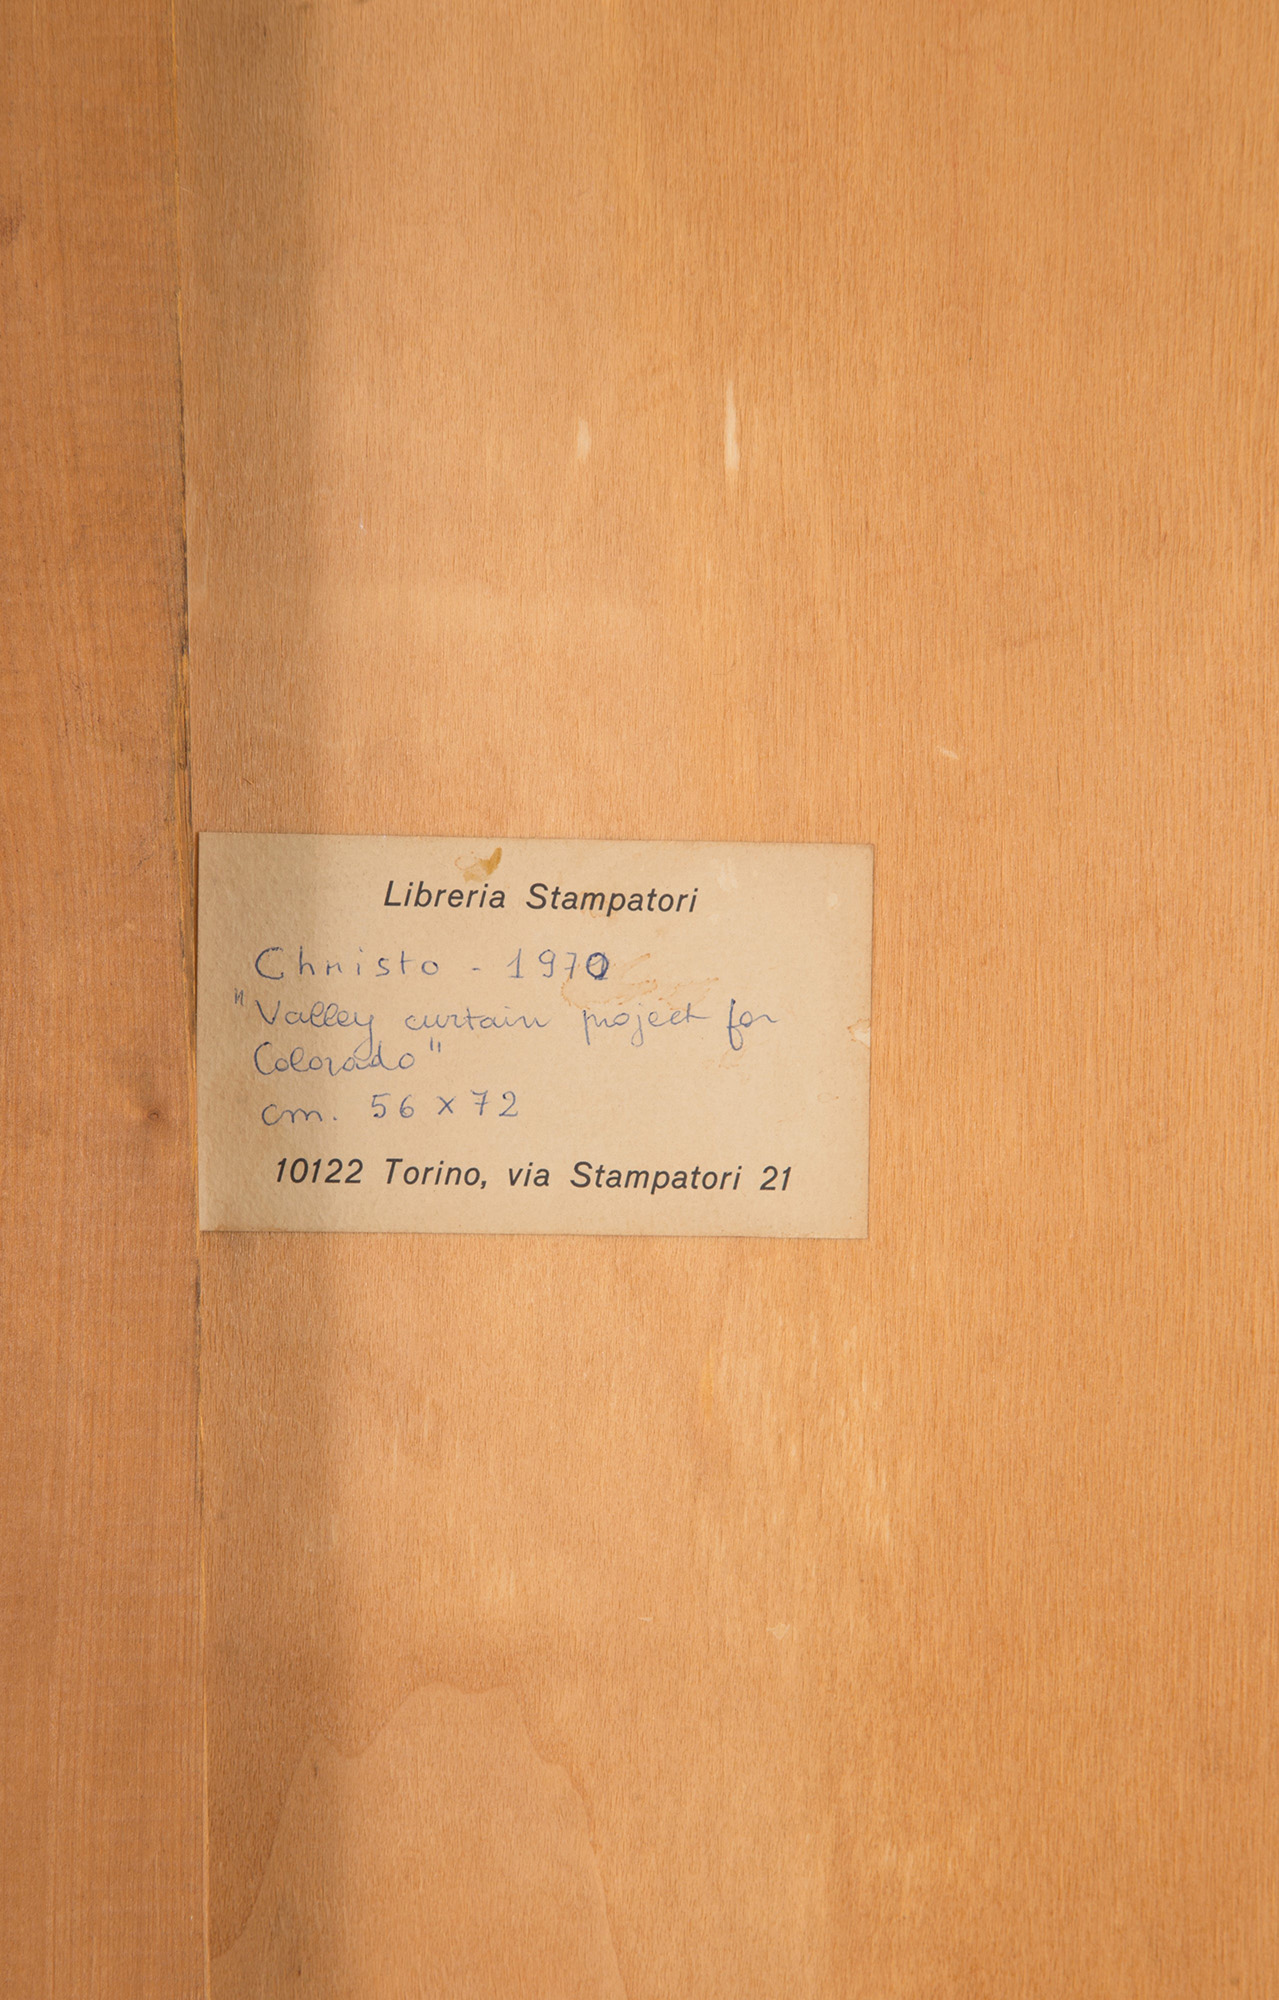 Libreria Stampatori
Christo - 1970
"Valley curtain project for
Colorado"
cm. 56 x 72
10122 Torino, via Stampatori 21